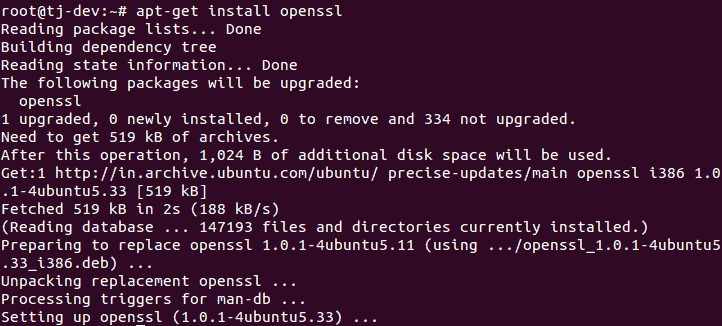 root@tj-dev:~# apt-get install openssl
Reading package lists... Done
Building dependency tree
Reading state information... Done
The following packages will be upgraded:
  openssl
1 upgraded, 0 newly installed, 0 to remove and 334 not upgraded.
Need to get 519 kB of archives.
After this operation, 1,024 B of additional disk space will be used.
Get:1 http://in.archive.ubuntu.com/ubuntu/ precise-updates/main openssl i386 1.0
.1-4ubuntu5.33 [519 kB]
Fetched 519 kB in 2s (188 kB/s)
(Reading database ... 147193 files and directories currently installed.)
Preparing to replace openssl 1.0.1-4ubuntu5.11 (using .../openssl_1.0.1-4ubuntu5
.33_i386.deb) ...
Unpacking replacement openssl ...
Processing triggers for man-db ...
Setting up openssl (1.0.1-4ubuntu5.33) ...